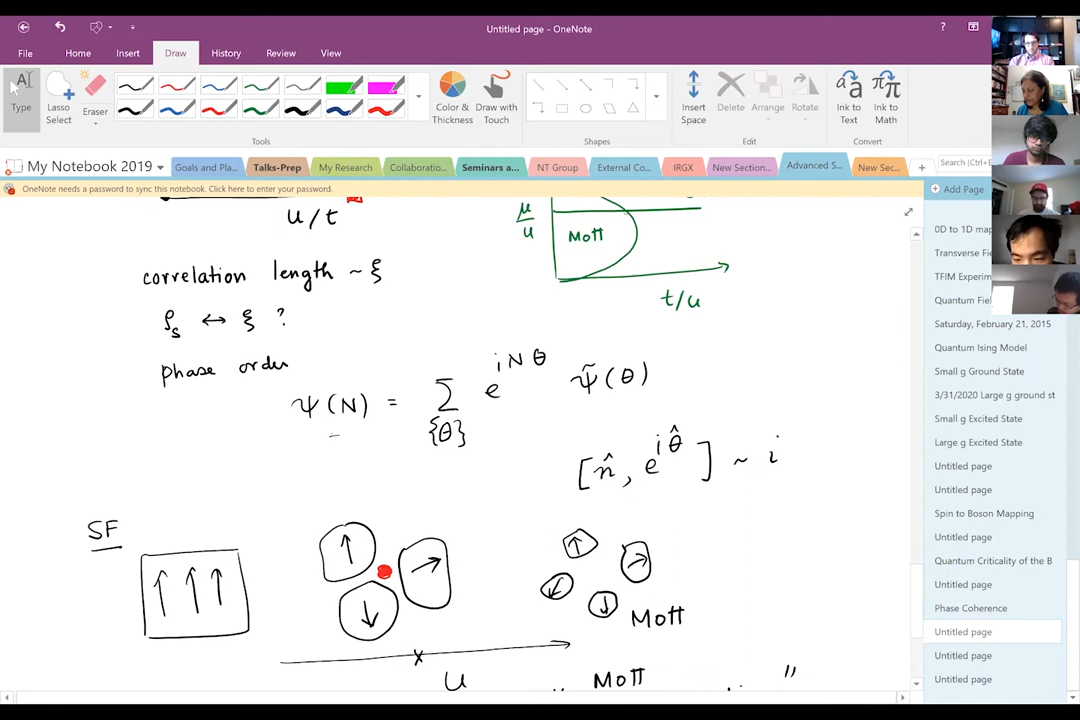 Untitled page - OneNote
?
File Home Insert Draw History Review View
Type
Lasso Select
Eraser
Color & Thickness
Draw with Touch
Insert Space
Delete
Arrange
Rotate
Ink to Text
Ink to Math
Tools
Shapes
Edit
Convert
My Notebook 2019
Goals and Pla...
Talks-Prep
My Research
Collaboratio...
Seminars a...
NT Group
External Co...
IRGX
New Section...
Advanced S...
New Sec...
Search (Ctrl+E
OneNote needs a password to sync this notebook. Click here to enter your password.
Add Page
0D to 1D map
Transverse Fi
TFIM Experim
Quantum Fiel
Saturday, February 21, 2015
Quantum Ising Model
Small g Ground State
3/31/2020 Large g ground st
Small g Excited State
Large g Excited State
Untitled page
Untitled page
Spin to Boson Mapping
Untitled page
Quantum Criticality of the B
Untitled page
Phase Coherence
Untitled page
Untitled page
Untitled page
U/t
μ/u
Mott
t/u
correlation length ~ ξ
ρs ↔ ξ ?
phase order
Ψ(N) = Σ{θ} e^{iNθ} Ψ̃(θ)
[n̂, e^{iθ̂}] ~ i
SF
Mott
U
" Mott "